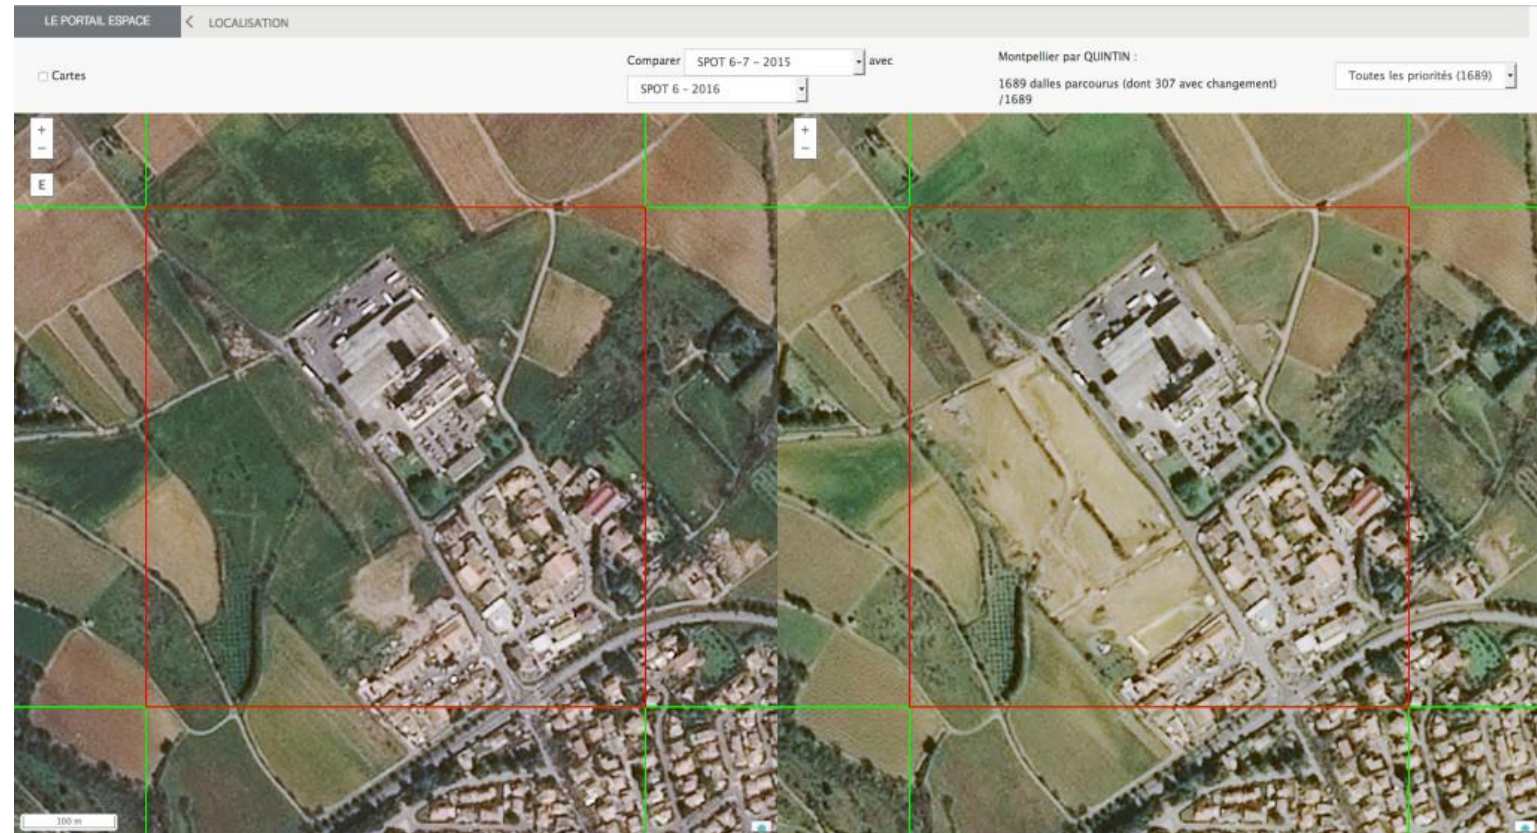 LE PORTAIL ESPACE
< LOCALISATION
Cartes
Comparer SPOT 6-7 - 2015 avec
SPOT 6 - 2016
Montpellier par QUINTIN :
1689 dalles parcourus (dont 307 avec changement)
/1689
Toutes les priorités (1689)
+
−
E
+
−
100 m